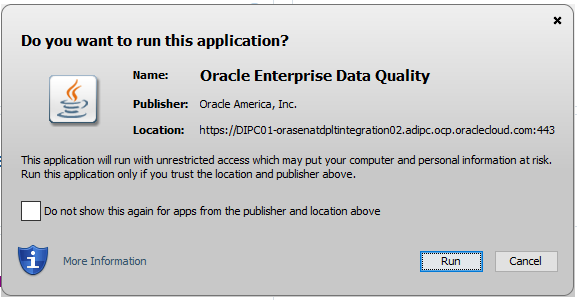 Do you want to run this application?
Name: Oracle Enterprise Data Quality
Publisher: Oracle America, Inc.
Location: https://DIPC01-orasenatdpltintegration02.adipc.ocp.oraclecloud.com:443
This application will run with unrestricted access which may put your computer and personal information at risk.
Run this application only if you trust the location and publisher above.
Do not show this again for apps from the publisher and location above
More Information
Run
Cancel